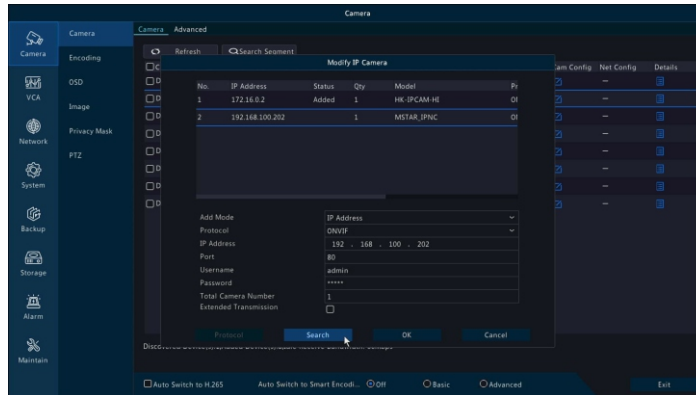 Camera
Camera
VCA
Network
System
Backup
Storage
Alarm
Maintain
Camera
Encoding
OSD
Image
Privacy Mask
PTZ
Camera Advanced
Refresh Search Segment
Cam Config Net Config Details
Modify IP Camera
No. IP Address Status Qty Model
1 172.16.0.2 Added 1 HK-IPCAM-HI
2 192.168.100.202 1 MSTAR_IPNC
Add Mode IP Address
Protocol ONVIF
IP Address 192 . 168 . 100 . 202
Port 80
Username admin
Password *****
Total Camera Number 1
Extended Transmission
Protocol Search OK Cancel
Auto Switch to H.265 Auto Switch to Smart Encodi... Off Basic Advanced Exit